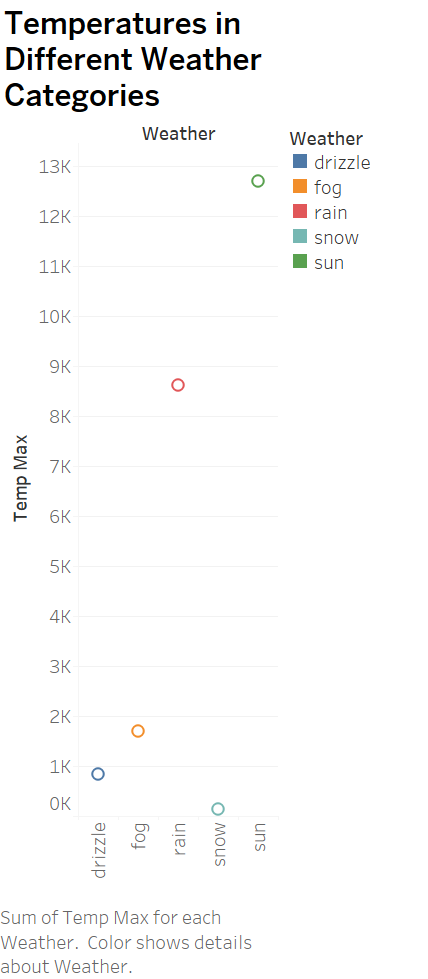 Temperatures in
Different Weather
Categories
Weather
Weather
drizzle
fog
rain
snow
sun
13K
12K
11K
10K
9K
8K
7K
6K
5K
4K
3K
2K
1K
0K
Temp Max
drizzle
fog
rain
snow
sun
Sum of Temp Max for each
Weather. Color shows details
about Weather.